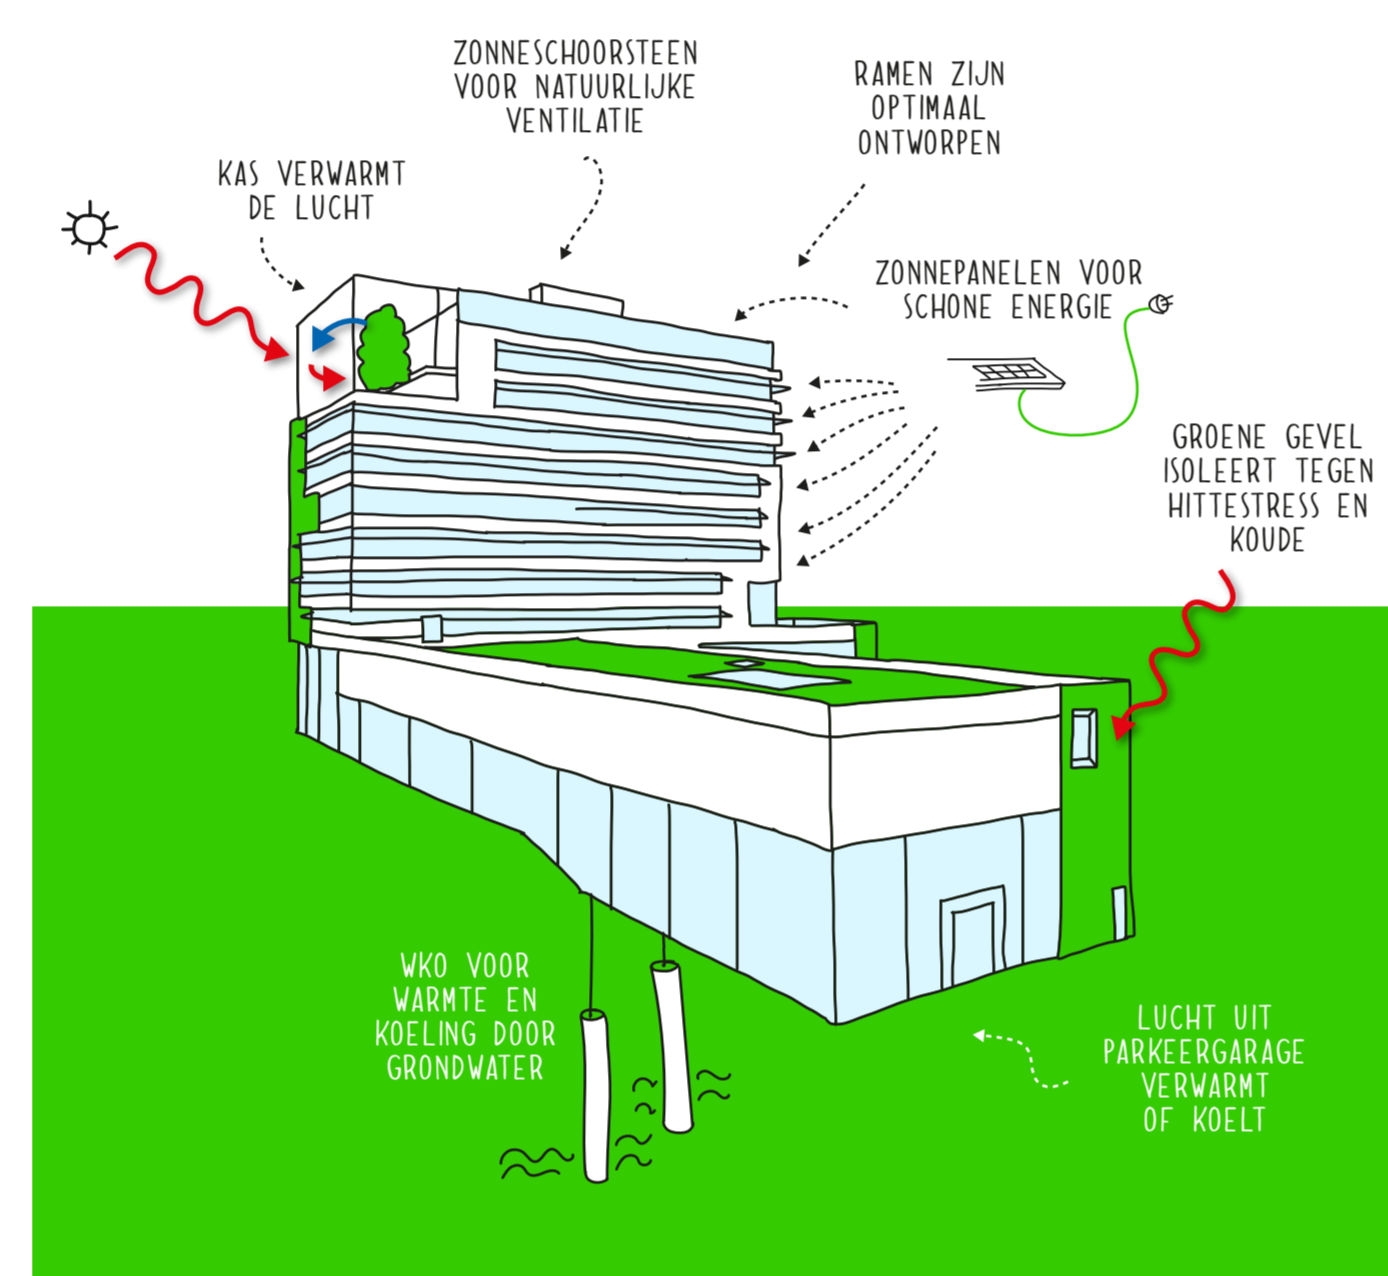 ZONNESCHOORSTEEN
VOOR NATUURLIJKE
VENTILATIE
RAMEN ZIJN
OPTIMAAL
ONTWORPEN
KAS VERWARMT
DE LUCHT
ZONNEPANELEN VOOR
SCHONE ENERGIE
GROENE GEVEL
ISOLEERT TEGEN
HITTESTRESS EN
KOUDE
WKO VOOR
WARMTE EN
KOELING DOOR
GRONDWATER
LUCHT UIT
PARKEERGARAGE
VERWARMT
OF KOELT